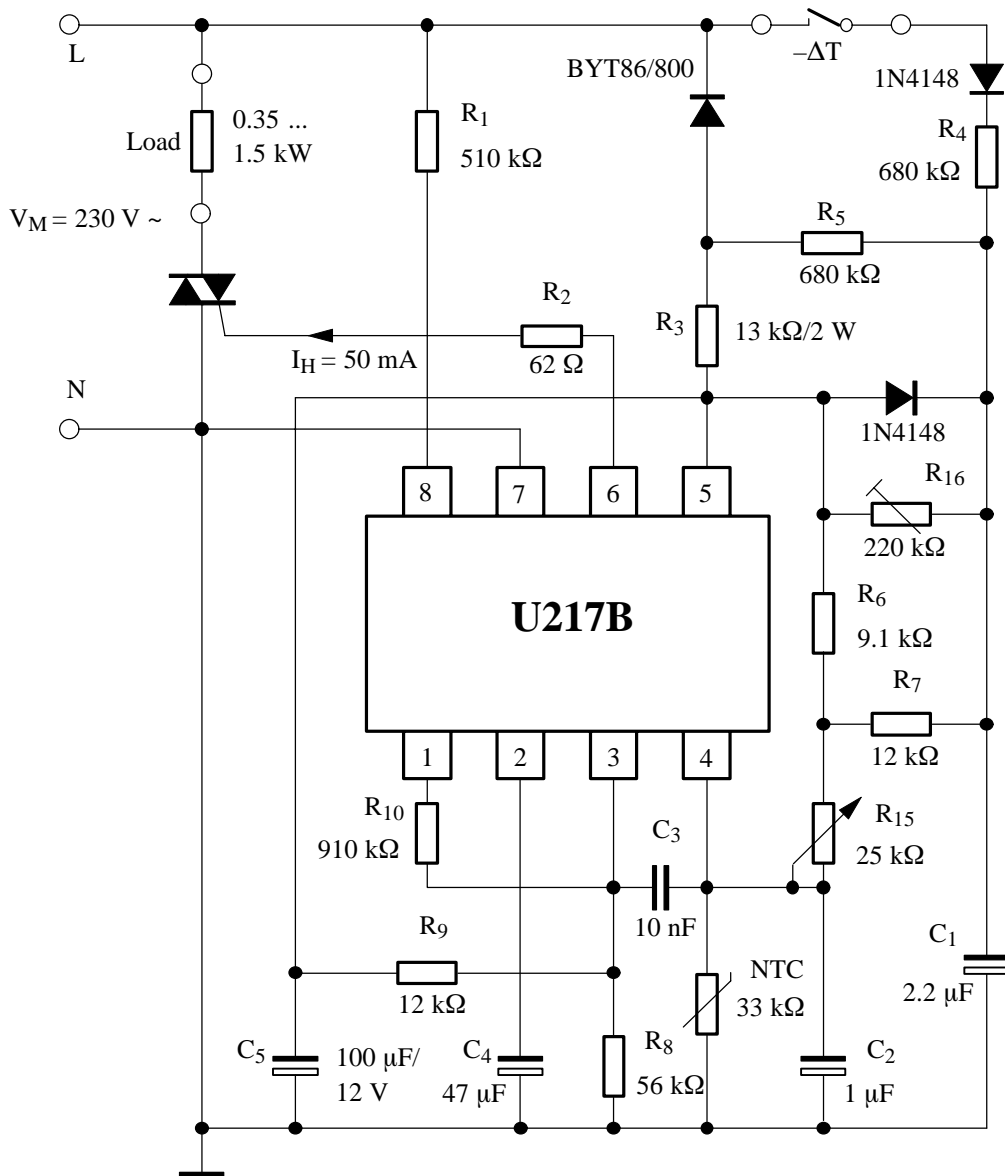 L
BYT86/800
–ΔT
1N4148
Load
0.35 ...
1.5 kW
R1
510 kΩ
R4
680 kΩ
VM = 230 V ~
R5
680 kΩ
R2
62 Ω
IH = 50 mA
R3
13 kΩ/2 W
N
1N4148
8
7
6
5
R16
220 kΩ
U217B
R6
9.1 kΩ
R7
12 kΩ
1
2
3
4
R10
910 kΩ
C3
10 nF
R15
25 kΩ
R9
12 kΩ
NTC
33 kΩ
C1
2.2 µF
C5
100 µF/
12 V
C4
47 µF
R8
56 kΩ
C2
1 µF